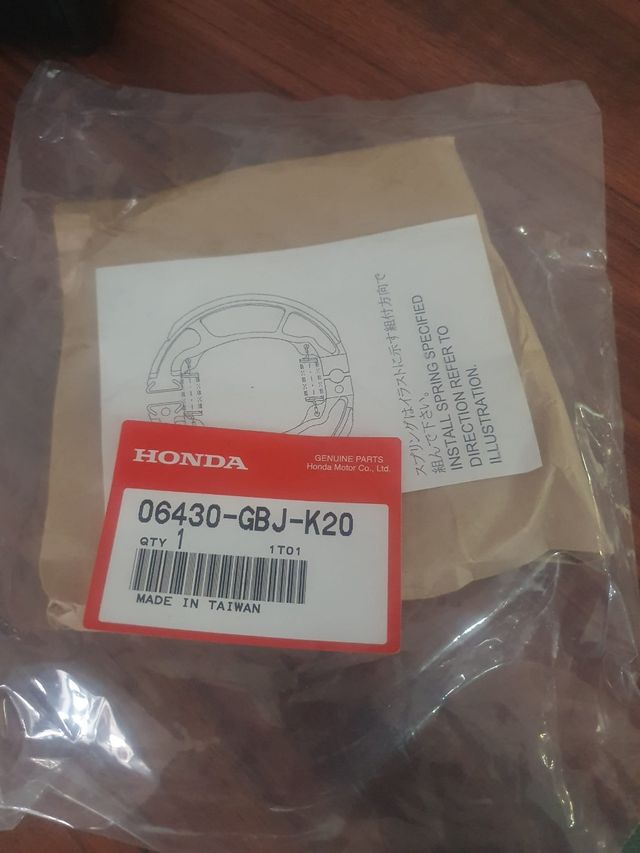 スプリングはイラストに示す組付方向で
組んで下さい。
INSTALL SPRING SPECIFIED
DIRECTION REFER TO
ILLUSTRATION.
HONDA
GENUINE PARTS
Honda Motor Co., Ltd.
06430-GBJ-K20
QTY 1
1T01
MADE IN TAIWAN